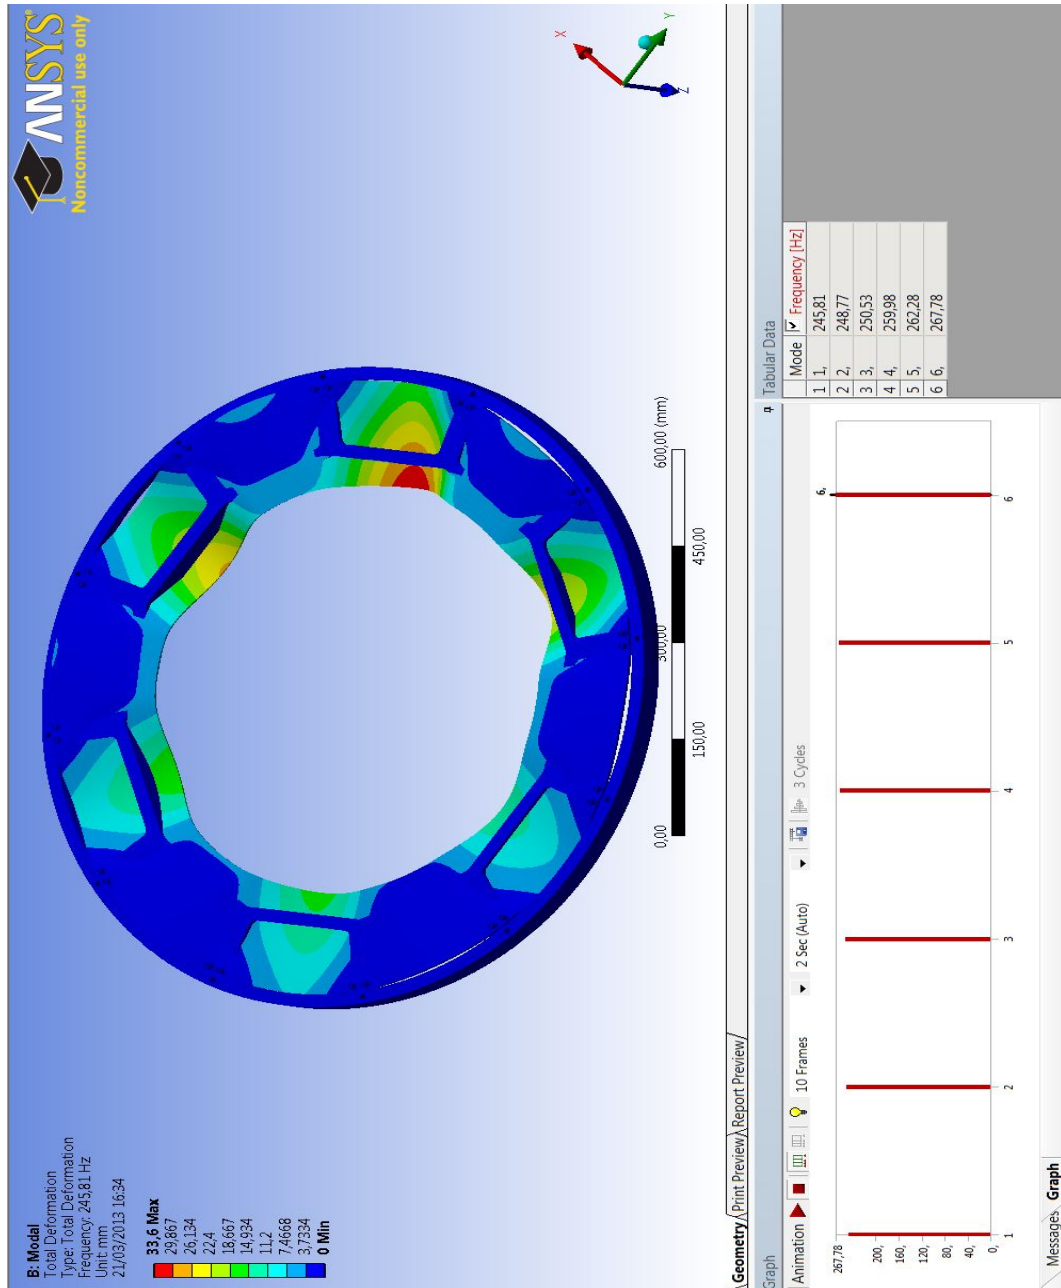 B: Modal
Total Deformation
Type: Total Deformation
Frequency: 245,81 Hz
Unit: mm
21/03/2013 16:34
33,6 Max
29,867
26,134
22,4
18,667
14,934
11,2
7,4668
3,7334
0 Min
ANSYS
Noncommercial use only
X
Y
Z
0,00
150,00
300,00
450,00
600,00 (mm)
Geometry Print Preview Report Preview
Graph
Animation 10 Frames 2 Sec (Auto) 3 Cycles
267,78
200,
160,
120,
80,
40,
0,
6,
1 2 3 4 5 6
Messages Graph
Tabular Data
Mode Frequency [Hz]
1 1, 245,81
2 2, 248,77
3 3, 250,53
4 4, 259,98
5 5, 262,28
6 6, 267,78